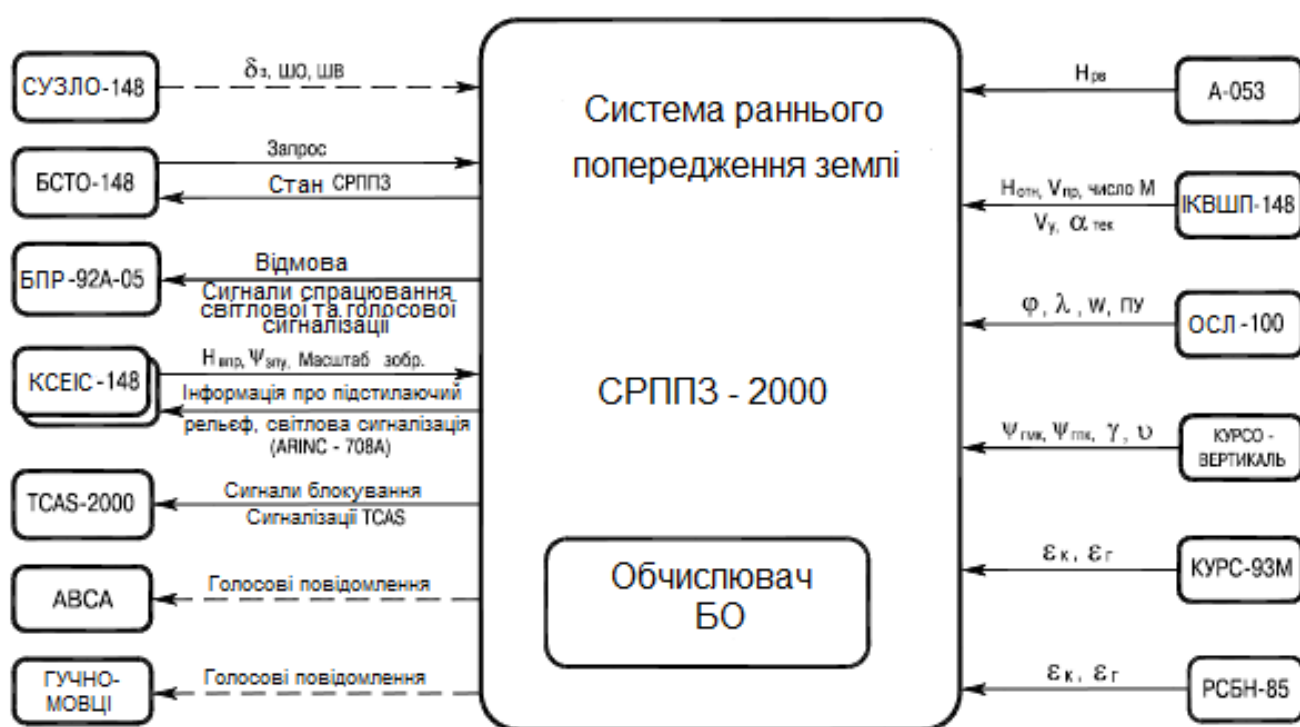 СУЗЛО-148
δз, ШО, ШВ
БСТО-148
Запрос
Стан СРППЗ
БПР-92А-05
Відмова
Сигнали спрацювання
світлової та голосової
сигналізації
КСЕІС-148
Нвпр, Ψзпу, Масштаб зобр.
Інформація про підстилаючий
рельєф, світлова сигналізація
(ARINC - 708A)
TCAS-2000
Сигнали блокування
Сигналізації TCAS
АВСА
Голосові повідомлення
ГУЧНО-
МОВЦІ
Голосові повідомлення
Система раннього
попередження землі
СРППЗ - 2000
Обчислювач
БО
Нрв
А-053
Нотн, Vпр, число М
Vу, α тек
ІКВШП-148
φ, λ, W, ПУ
ОСЛ-100
Ψгмк, Ψгпк, γ, υ
КУРСО-
ВЕРТИКАЛЬ
εк, εг
КУРС-93М
εк, εг
РСБН-85